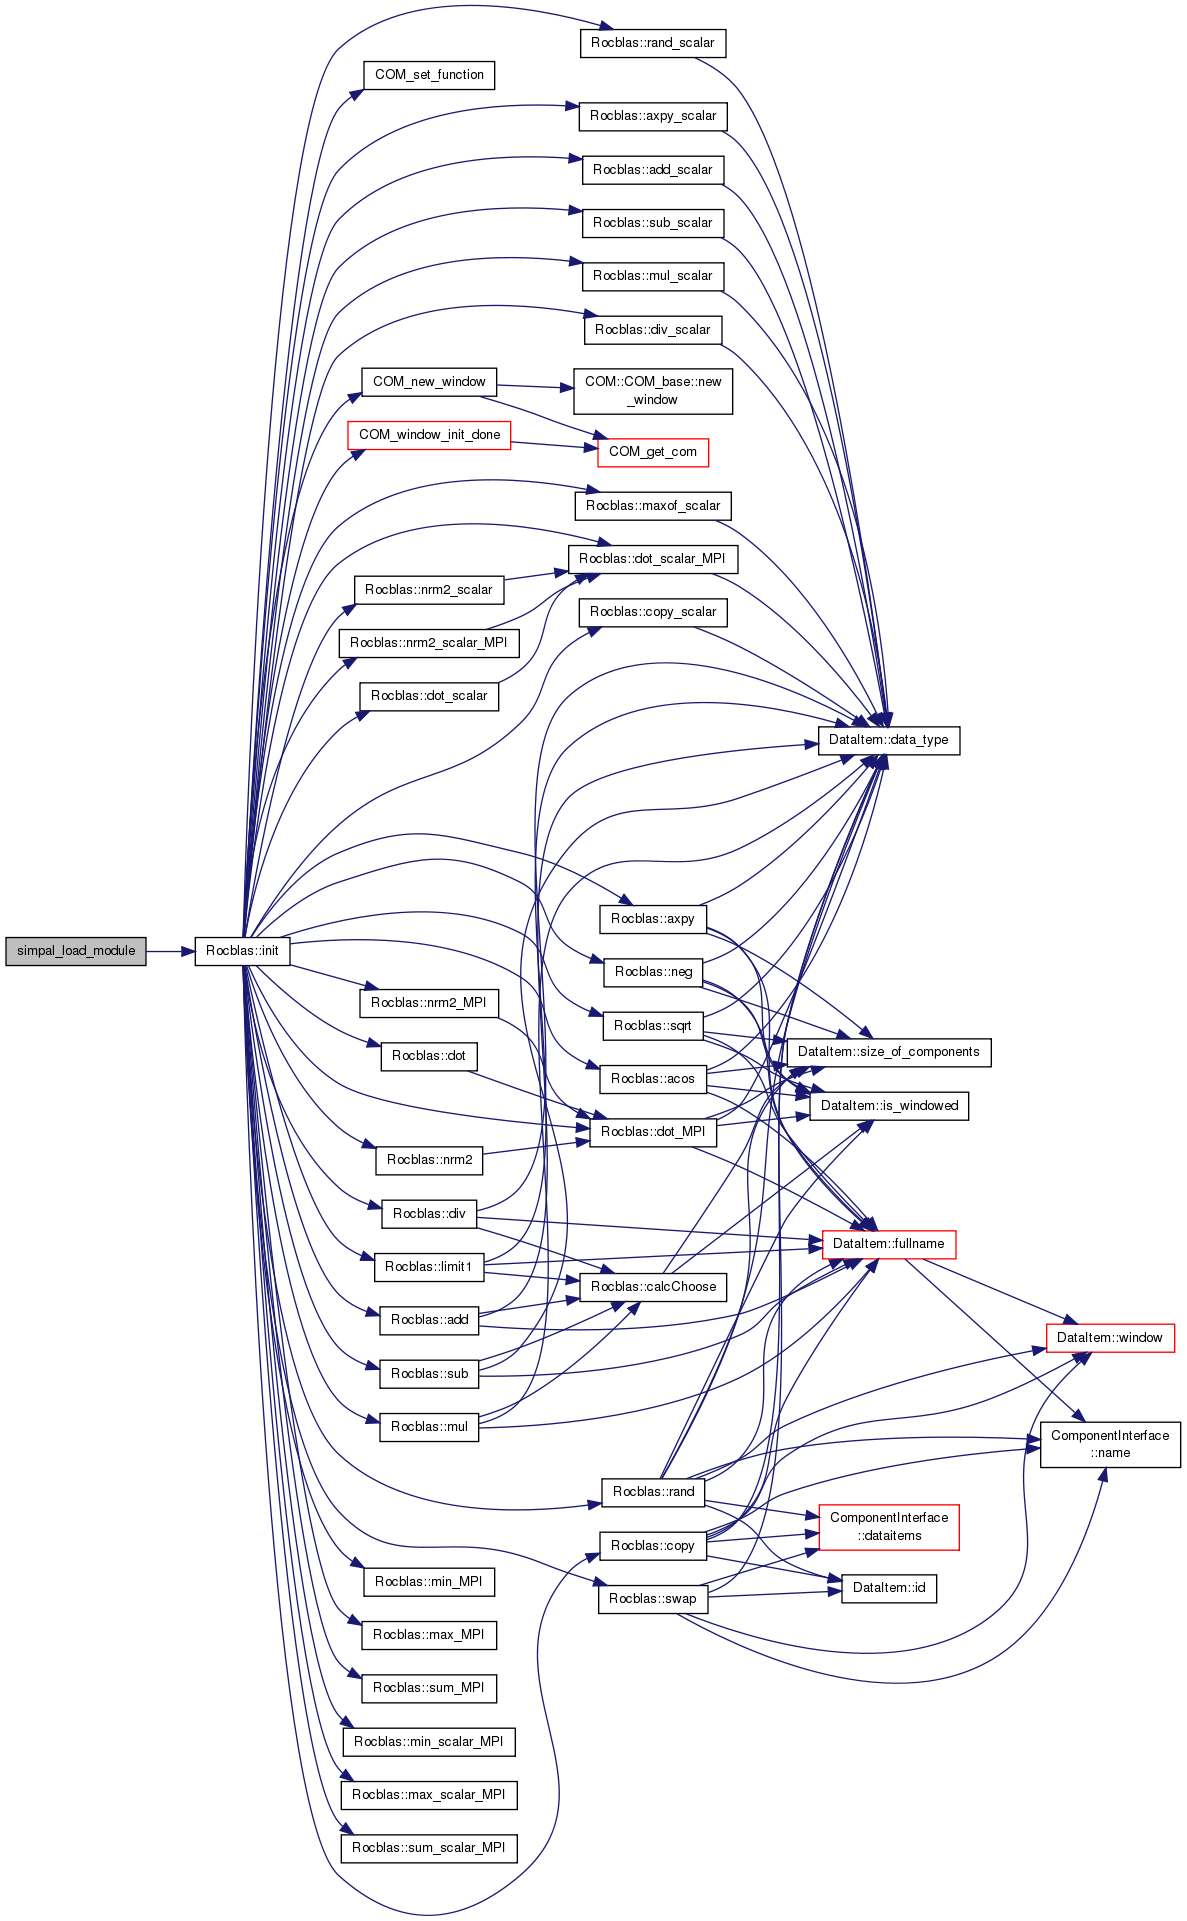 Rocblas::rand_scalar
COM_set_function
Rocblas::axpy_scalar
Rocblas::add_scalar
Rocblas::sub_scalar
Rocblas::mul_scalar
Rocblas::div_scalar
COM_new_window
COM::COM_base::new
_window
COM_window_init_done
COM_get_com
Rocblas::maxof_scalar
Rocblas::dot_scalar_MPI
Rocblas::nrm2_scalar
Rocblas::copy_scalar
Rocblas::nrm2_scalar_MPI
Rocblas::dot_scalar
DataItem::data_type
Rocblas::axpy
simpal_load_module
Rocblas::init
Rocblas::neg
Rocblas::nrm2_MPI
Rocblas::sqrt
Rocblas::dot
DataItem::size_of_components
Rocblas::acos
DataItem::is_windowed
Rocblas::dot_MPI
Rocblas::nrm2
Rocblas::div
DataItem::fullname
Rocblas::limit1
Rocblas::calcChoose
Rocblas::add
DataItem::window
Rocblas::sub
Rocblas::mul
ComponentInterface
::name
Rocblas::rand
ComponentInterface
::dataitems
Rocblas::copy
Rocblas::min_MPI
DataItem::id
Rocblas::swap
Rocblas::max_MPI
Rocblas::sum_MPI
Rocblas::min_scalar_MPI
Rocblas::max_scalar_MPI
Rocblas::sum_scalar_MPI